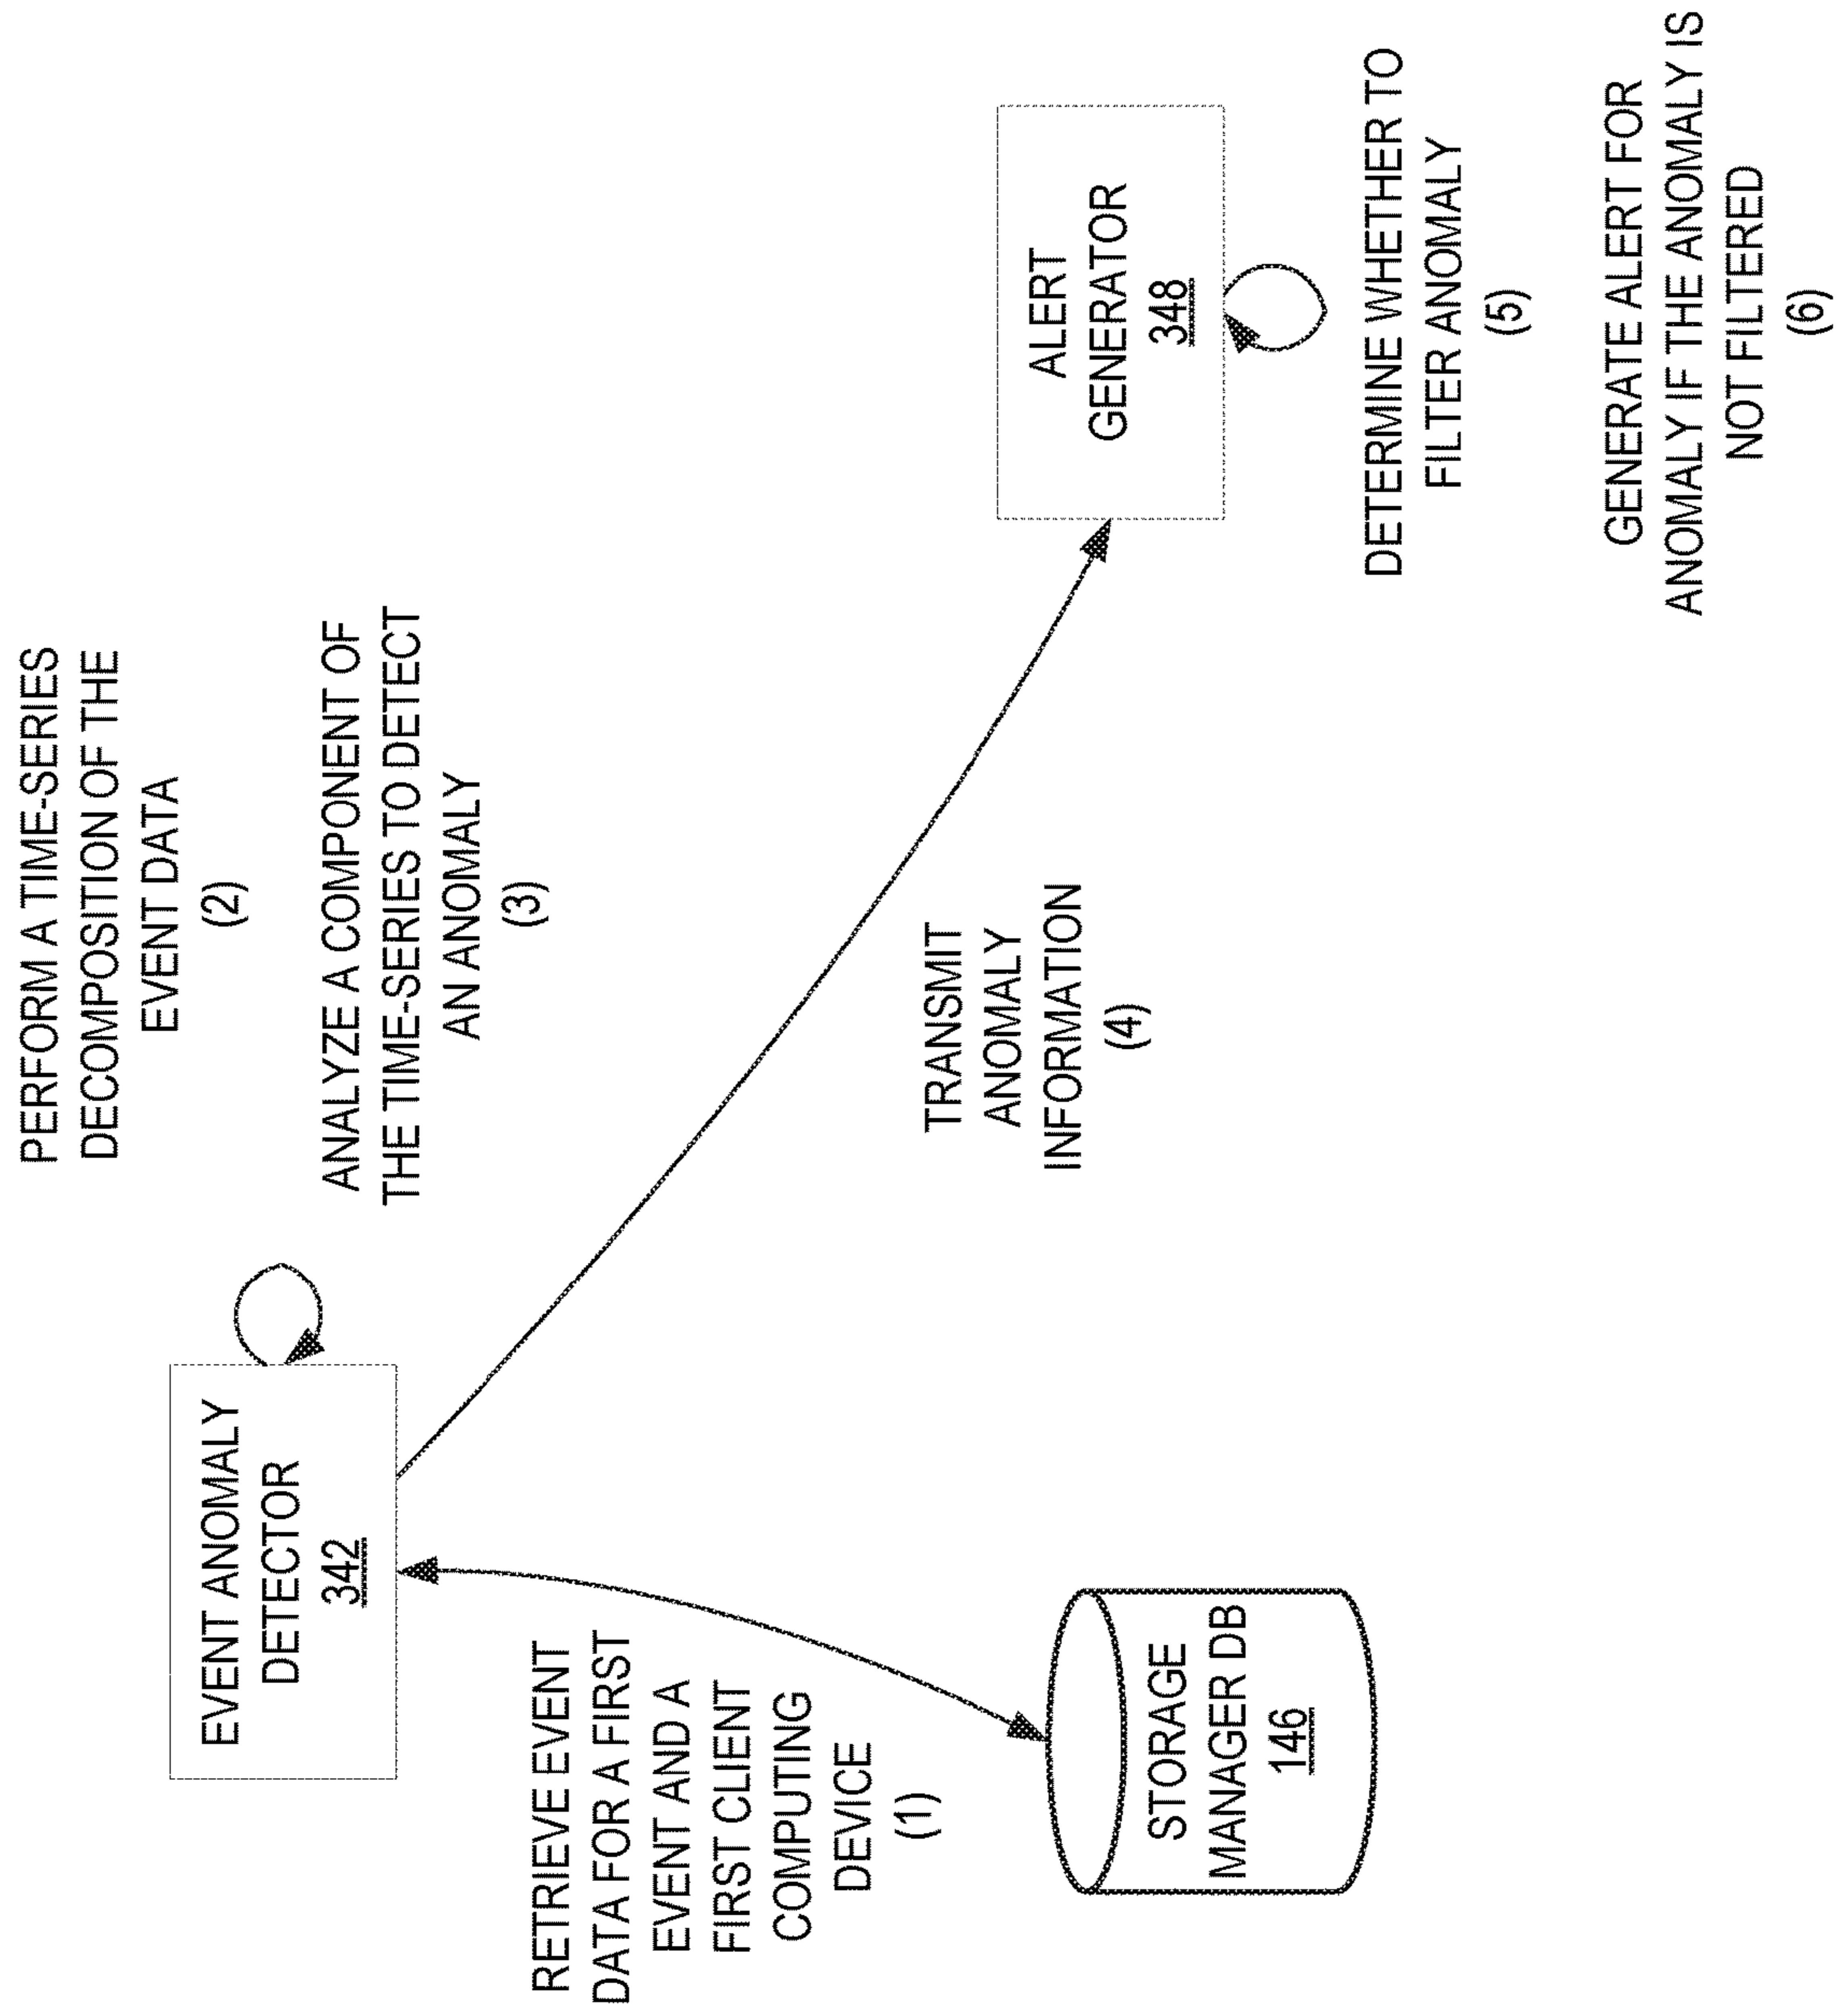 PERFORM A TIME-SERIES
DECOMPOSITION OF THE
EVENT DATA
(2)
ANALYZE A COMPONENT OF
THE TIME-SERIES TO DETECT
AN ANOMALY
(3)
EVENT ANOMALY
DETECTOR
342
RETRIEVE EVENT
DATA FOR A FIRST
EVENT AND A
FIRST CLIENT
COMPUTING
DEVICE
(1)
TRANSMIT
ANOMALY
INFORMATION
(4)
STORAGE
MANAGER DB
146
ALERT
GENERATOR
348
DETERMINE WHETHER TO
FILTER ANOMALY
(5)
GENERATE ALERT FOR
ANOMALY IF THE ANOMALY IS
NOT FILTERED
(6)